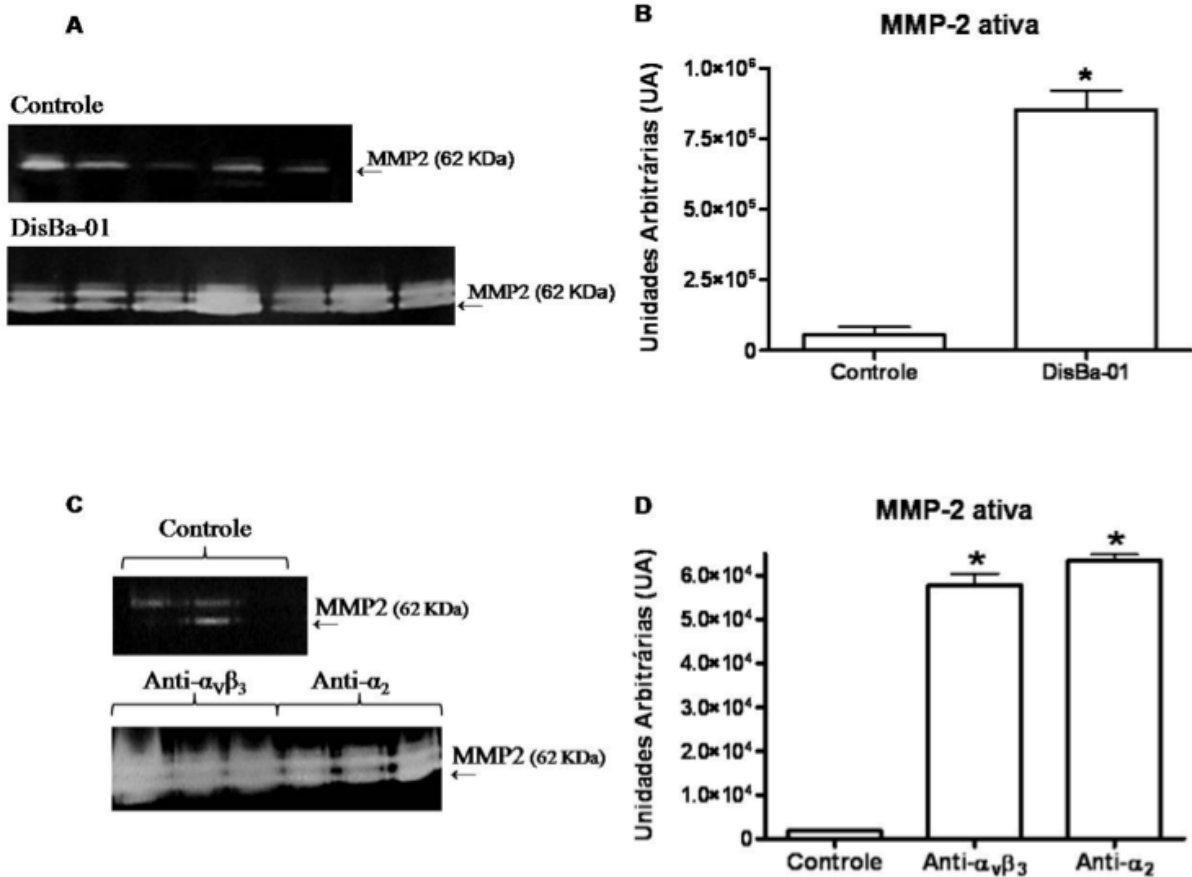 A
Controle
MMP2 (62 KDa)
DisBa-01
MMP2 (62 KDa)
B
MMP-2 ativa
Unidades Arbitrárias (UA)
1.0×10⁶
7.5×10⁵
5.0×10⁵
2.5×10⁵
0
*
Controle
DisBa-01
C
Controle
MMP2 (62 KDa)
Anti-αᵥβ₃
Anti-α₂
MMP2 (62 KDa)
D
MMP-2 ativa
Unidades Arbitrárias (UA)
6.0×10⁴
5.0×10⁴
4.0×10⁴
3.0×10⁴
2.0×10⁴
1.0×10⁴
0
*
*
Controle
Anti-αᵥβ₃
Anti-α₂